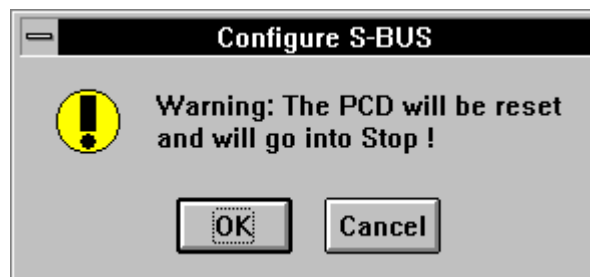 Configure S-BUS
Warning: The PCD will be reset
and will go into Stop !
OK Cancel